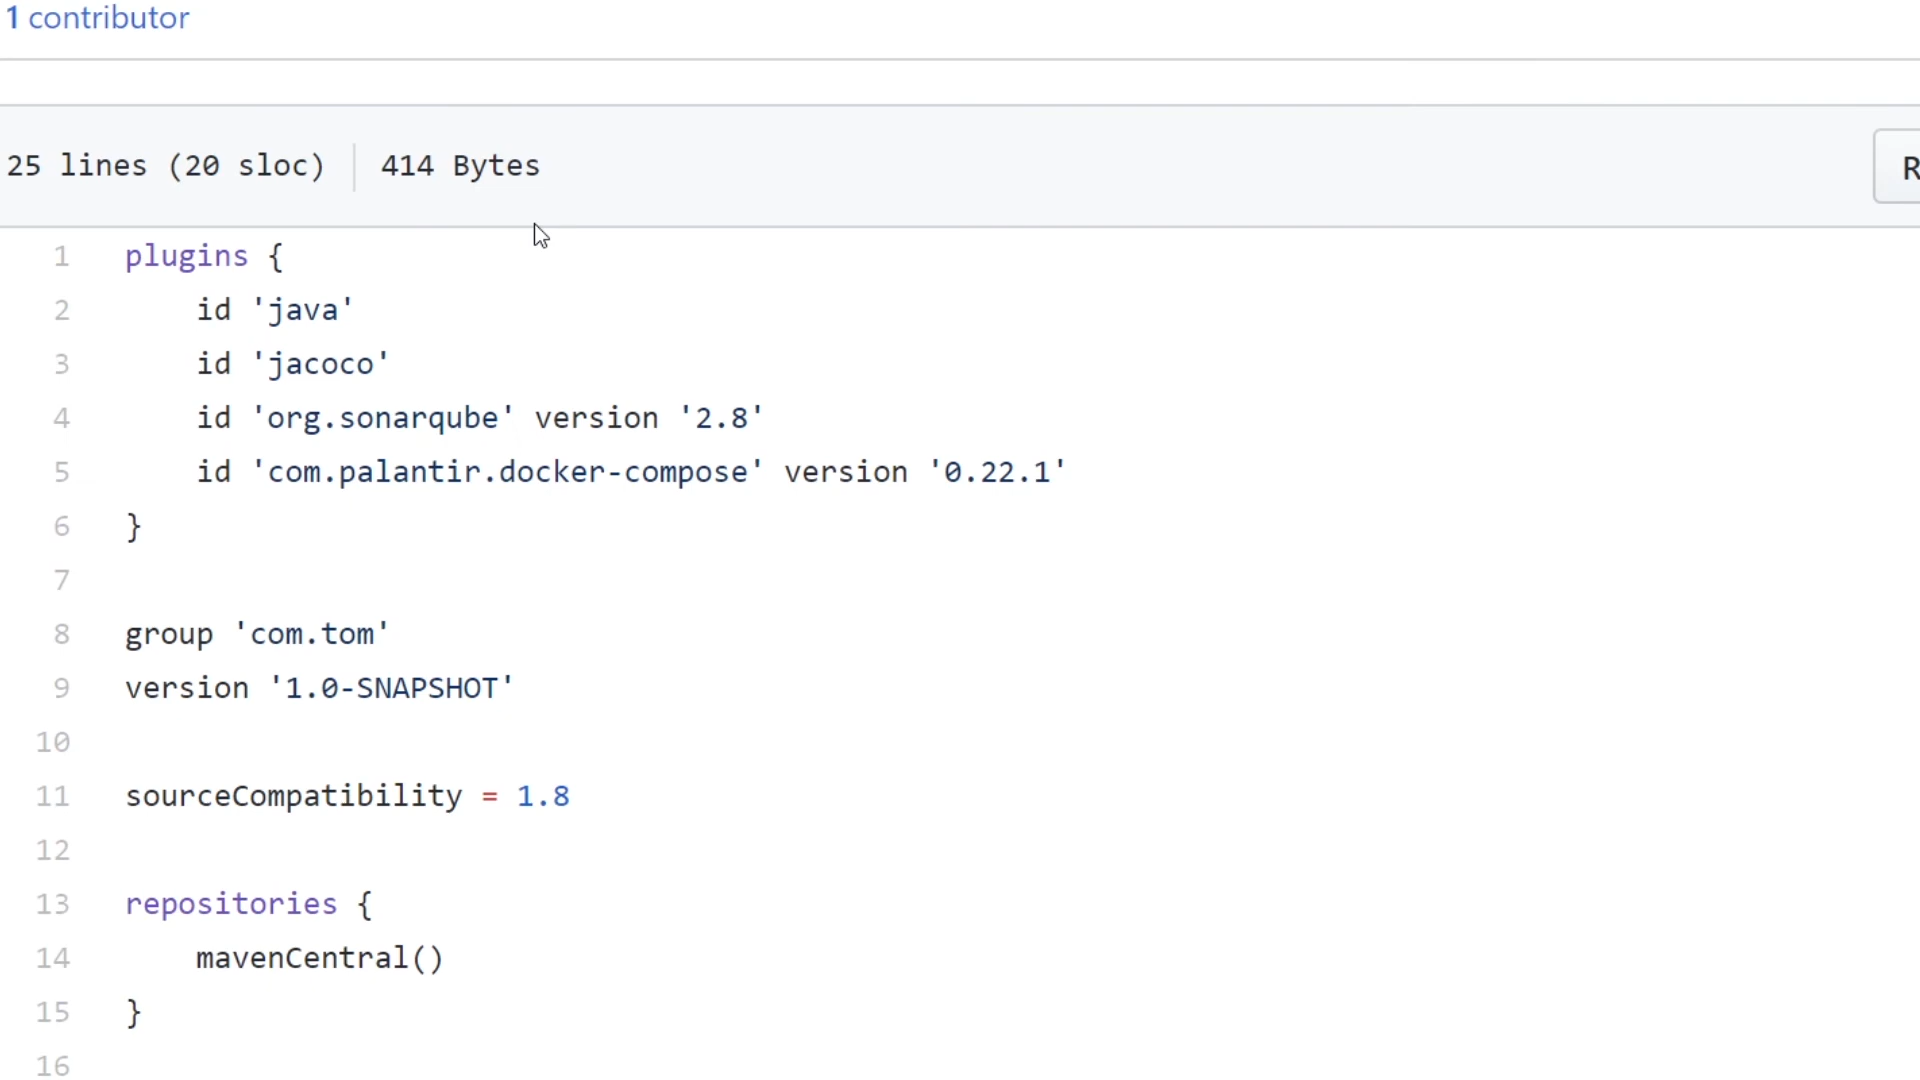 1 contributor
25 lines (20 sloc) 414 Bytes
R
1 plugins {
2     id 'java'
3     id 'jacoco'
4     id 'org.sonarqube' version '2.8'
5     id 'com.palantir.docker-compose' version '0.22.1'
6 }
7
8 group 'com.tom'
9 version '1.0-SNAPSHOT'
10
11 sourceCompatibility = 1.8
12
13 repositories {
14     mavenCentral()
15 }
16